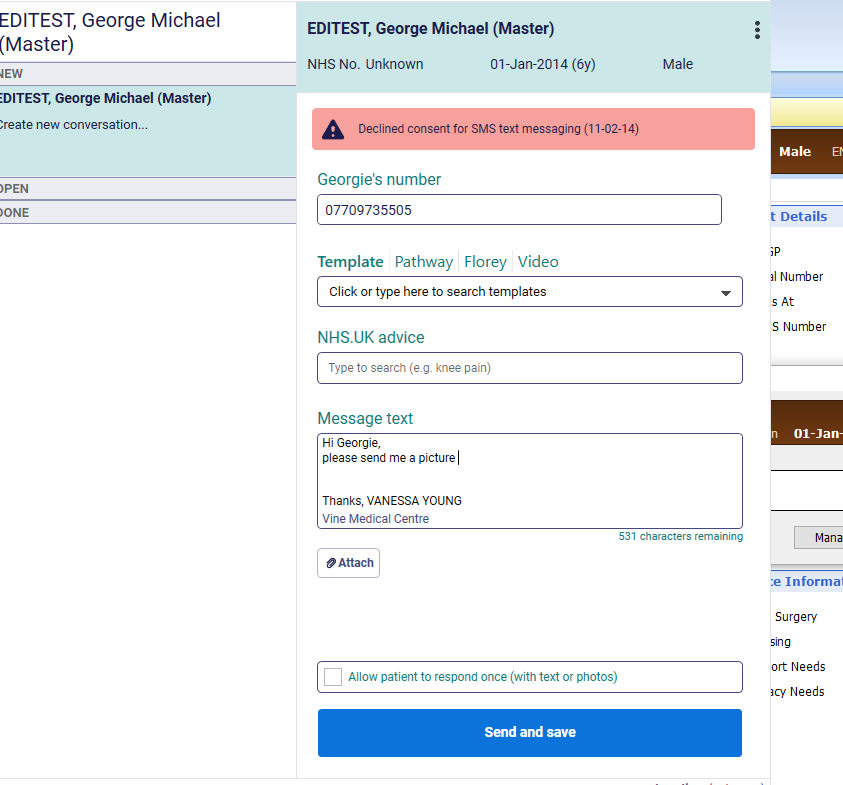 EDITEST, George Michael
(Master)
NEW
EDITEST, George Michael (Master)
Create new conversation...
OPEN
DONE
EDITEST, George Michael (Master)
NHS No. Unknown 01-Jan-2014 (6y) Male
Declined consent for SMS text messaging (11-02-14)
Georgie's number
07709735505
Template Pathway Florey Video
Click or type here to search templates
NHS.UK advice
Type to search (e.g. knee pain)
Message text
Hi Georgie,
please send me a picture
Thanks, VANESSA YOUNG
Vine Medical Centre
531 characters remaining
Attach
Allow patient to respond once (with text or photos)
Send and save
Male EM
t Details
GP
al Number
s At
S Number
n 01-Jan-
Mana
ce Informat
Surgery
sing
ort Needs
acy Needs